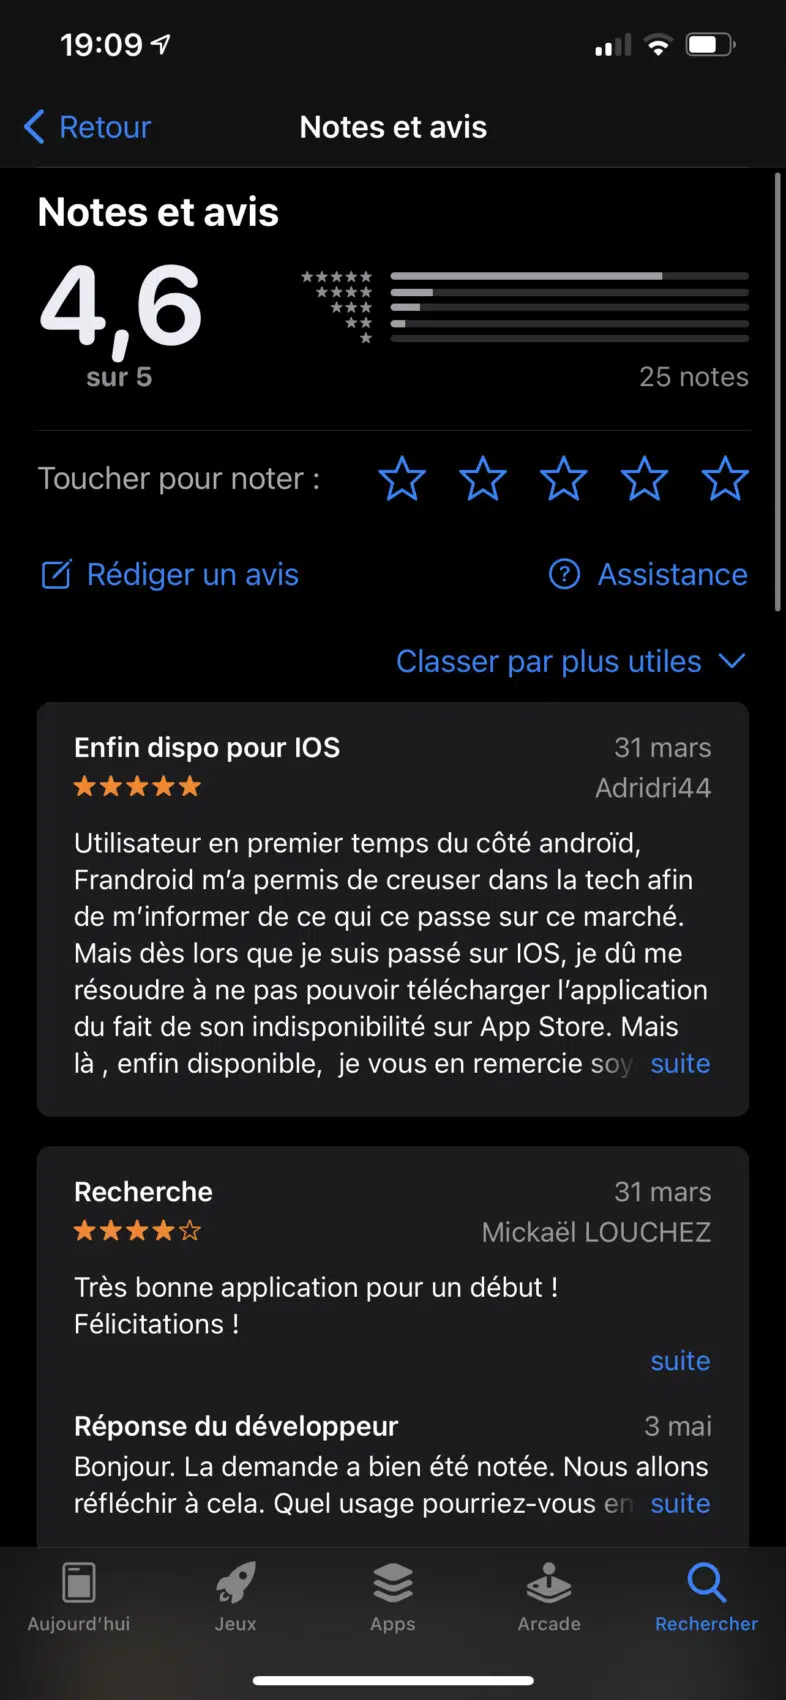 19:09
Retour
Notes et avis
Notes et avis
4,6
sur 5
25 notes
Toucher pour noter :
Rédiger un avis
Assistance
Classer par plus utiles
Enfin dispo pour IOS
31 mars
Adridri44
Utilisateur en premier temps du côté androïd,
Frandroid m’a permis de creuser dans la tech afin
de m’informer de ce qui ce passe sur ce marché.
Mais dès lors que je suis passé sur IOS, je dû me
résoudre à ne pas pouvoir télécharger l’application
du fait de son indisponibilité sur App Store. Mais
là , enfin disponible,  je vous en remercie soy suite
Recherche
31 mars
Mickaël LOUCHEZ
Très bonne application pour un début !
Félicitations !
suite
Réponse du développeur
3 mai
Bonjour. La demande a bien été notée. Nous allons
réfléchir à cela. Quel usage pourriez-vous en suite
Aujourd’hui
Jeux
Apps
Arcade
Rechercher